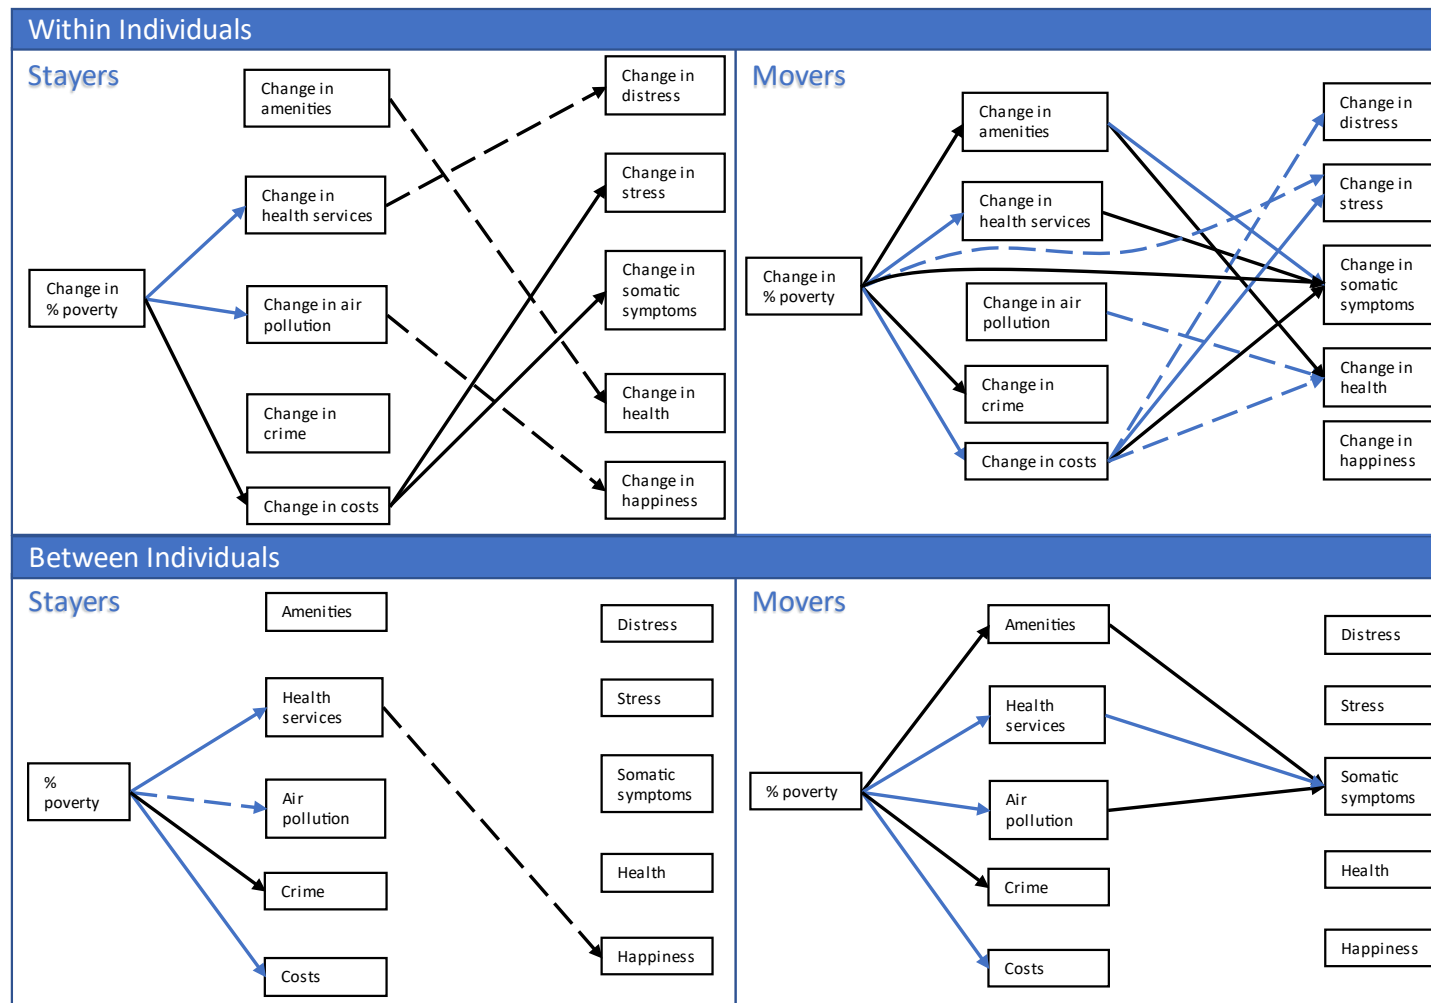 Within Individuals
Stayers
Change in
amenities
Change in
health services
Change in
% poverty
Change in air
pollution
Change in
crime
Change in costs
Change in
distress
Change in
stress
Change in
somatic
symptoms
Change in
health
Change in
happiness
Movers
Change in
amenities
Change in
health services
Change in
% poverty
Change in air
pollution
Change in
crime
Change in costs
Change in
distress
Change in
stress
Change in
somatic
symptoms
Change in
health
Change in
happiness
Between Individuals
Stayers
Amenities
Health
services
%
poverty
Air
pollution
Crime
Costs
Distress
Stress
Somatic
symptoms
Health
Happiness
Movers
Amenities
Health
services
% poverty
Air
pollution
Crime
Costs
Distress
Stress
Somatic
symptoms
Health
Happiness